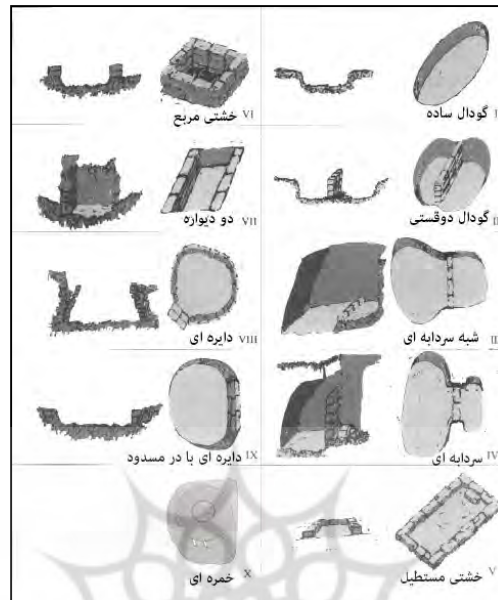 گودال ساده I
گودال دوقستی II
شبه سردابه ای III
سردابه ای IV
خشتی مستطیل V
خشتی مربع VI
دو دیواره VII
دایره ای VIII
دایره ای با در مسدود IX
خمره ای X